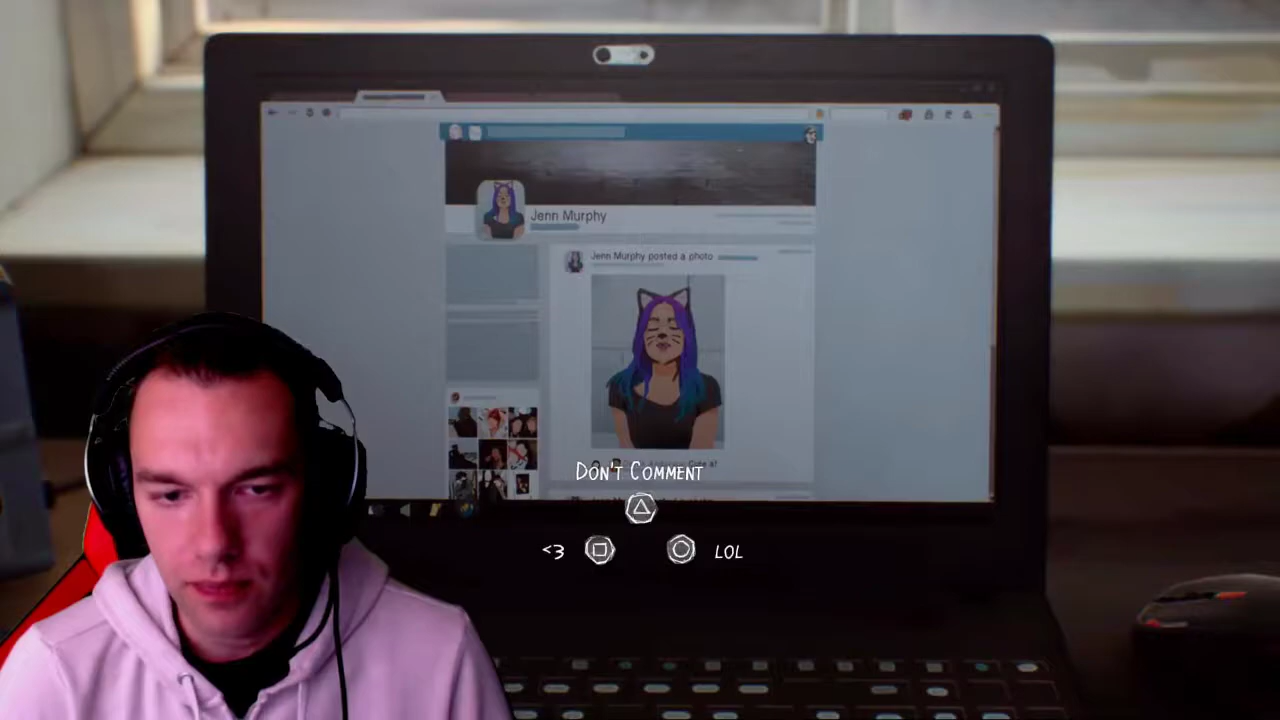 Jenn Murphy
Jenn Murphy posted a photo
DON'T COMMENT
<3
LOL